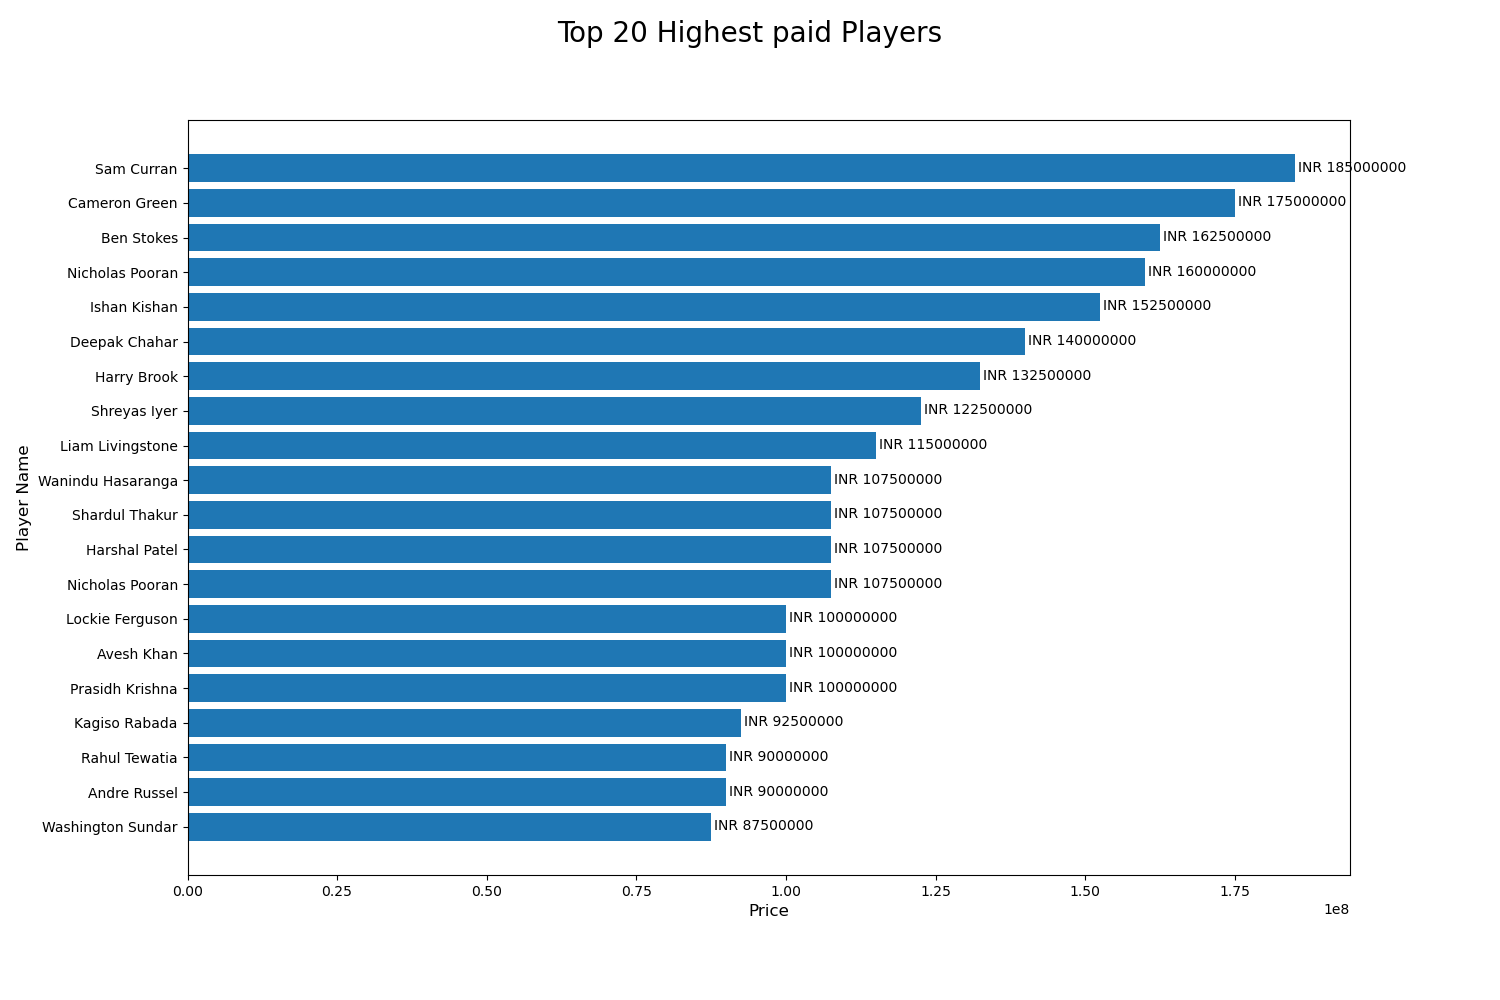 Top 20 Highest paid Players
Player Name
Sam Curran INR 185000000
Cameron Green INR 175000000
Ben Stokes INR 162500000
Nicholas Pooran INR 160000000
Ishan Kishan INR 152500000
Deepak Chahar INR 140000000
Harry Brook INR 132500000
Shreyas Iyer INR 122500000
Liam Livingstone INR 115000000
Wanindu Hasaranga INR 107500000
Shardul Thakur INR 107500000
Harshal Patel INR 107500000
Nicholas Pooran INR 107500000
Lockie Ferguson INR 100000000
Avesh Khan INR 100000000
Prasidh Krishna INR 100000000
Kagiso Rabada INR 92500000
Rahul Tewatia INR 90000000
Andre Russel INR 90000000
Washington Sundar INR 87500000
0.00 0.25 0.50 0.75 1.00 1.25 1.50 1.75
Price
1e8